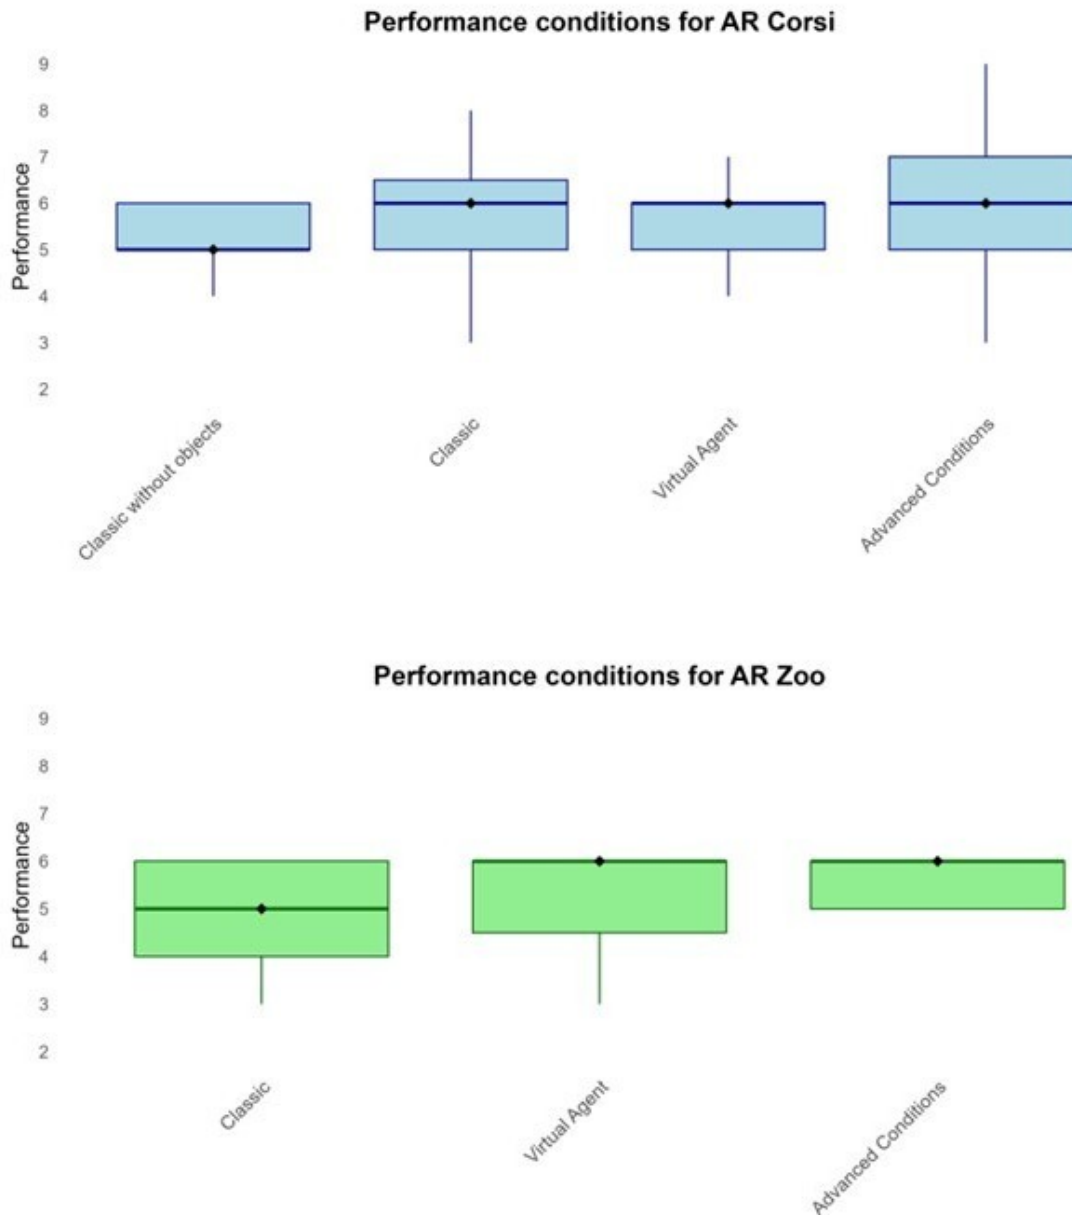 Performance conditions for AR Corsi
9
8
7
6
5
4
3
2
Performance
Classic without objects
Classic
Virtual Agent
Advanced Conditions
Performance conditions for AR Zoo
9
8
7
6
5
4
3
2
Performance
Classic
Virtual Agent
Advanced Conditions